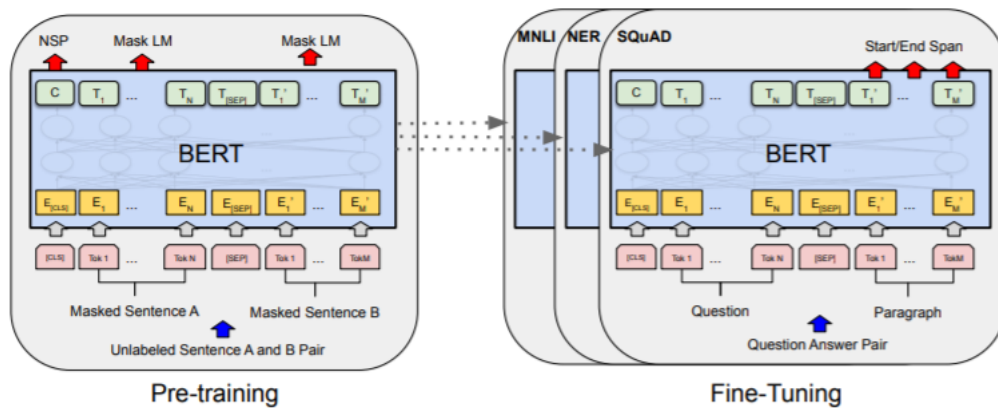 NSP Mask LM Mask LM
C T1 ... TN T[SEP] T1' ... TM'
BERT
E[CLS] E1 ... EN E[SEP] E1' ... EM'
[CLS] Tok 1 ... Tok N [SEP] Tok 1 ... TokM
Masked Sentence A Masked Sentence B
Unlabeled Sentence A and B Pair
Pre-training
MNLI NER SQuAD
Start/End Span
C T1 ... TN T[SEP] T1' ... TM'
BERT
E[CLS] E1 ... EN E[SEP] E1' ... EM'
[CLS] Tok 1 ... Tok N [SEP] Tok 1 ... TokM
Question Paragraph
Question Answer Pair
Fine-Tuning